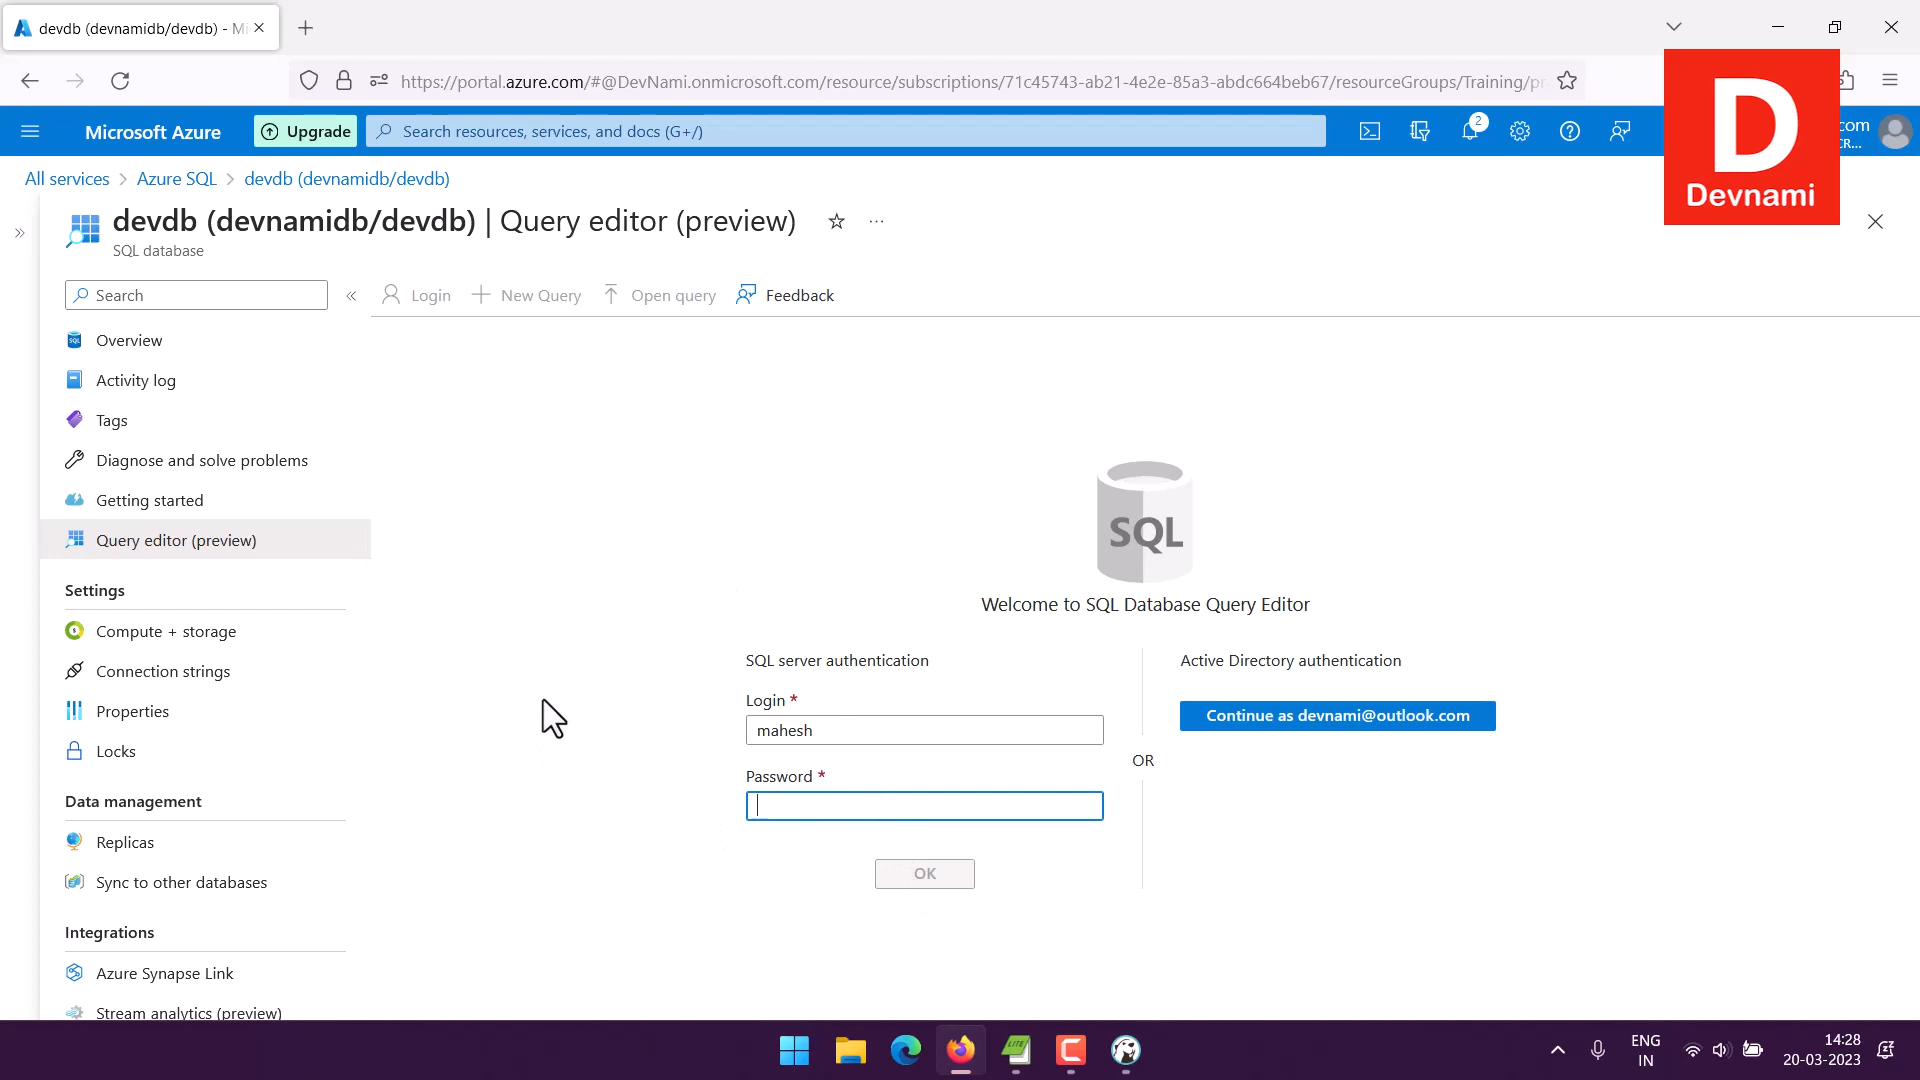 devdb (devnamidb/devdb) - Mi
https://portal.azure.com/#@DevNami.onmicrosoft.com/resource/subscriptions/71c45743-ab21-4e2e-85a3-abdc664beb67/resourceGroups/Training/pr
D
Devnami
Microsoft Azure
Upgrade
Search resources, services, and docs (G+/)
2
com
CR...
All services > Azure SQL > devdb (devnamidb/devdb)
devdb (devnamidb/devdb) | Query editor (preview)
SQL database
Search
Login
New Query
Open query
Feedback
Overview
Activity log
Tags
Diagnose and solve problems
Getting started
Query editor (preview)
Settings
Compute + storage
Connection strings
Properties
Locks
Data management
Replicas
Sync to other databases
Integrations
Azure Synapse Link
Stream analytics (preview)
SQL
Welcome to SQL Database Query Editor
SQL server authentication
Login *
mahesh
Password *
OK
OR
Active Directory authentication
Continue as devnami@outlook.com
LITE
ENG
IN
14:28
20-03-2023